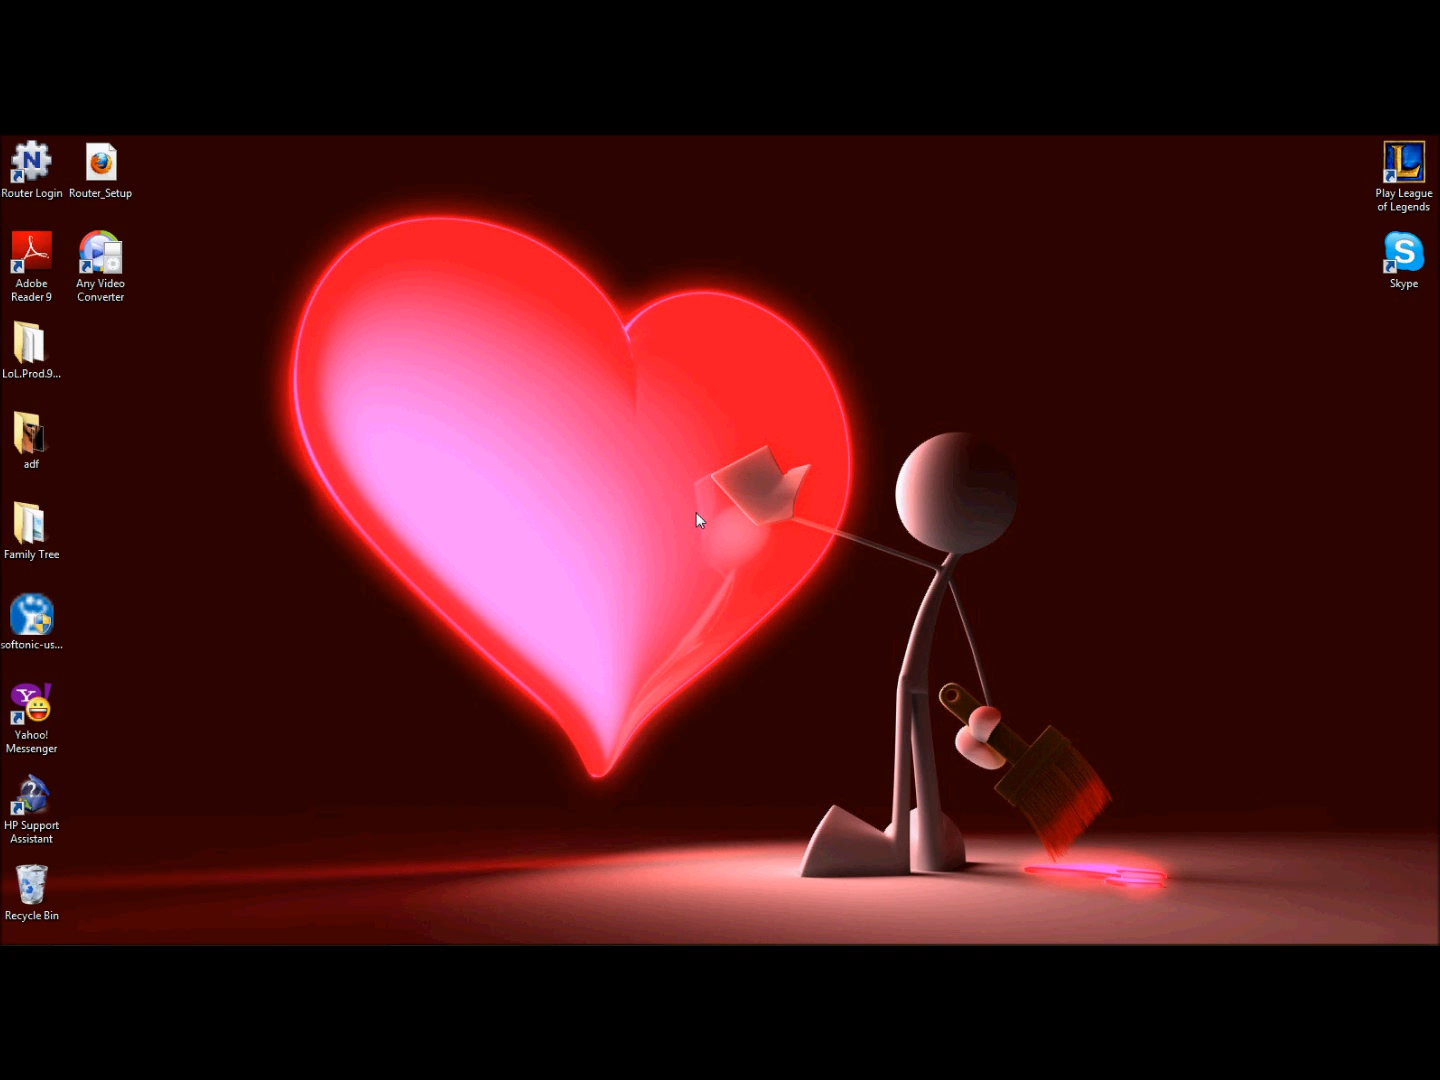 Router Login
Router_Setup
Adobe
Reader 9
Any Video
Converter
LoL.Prod.9...
adf
Family Tree
softonic-us...
Yahoo!
Messenger
HP Support
Assistant
Recycle Bin
Play League
of Legends
Skype